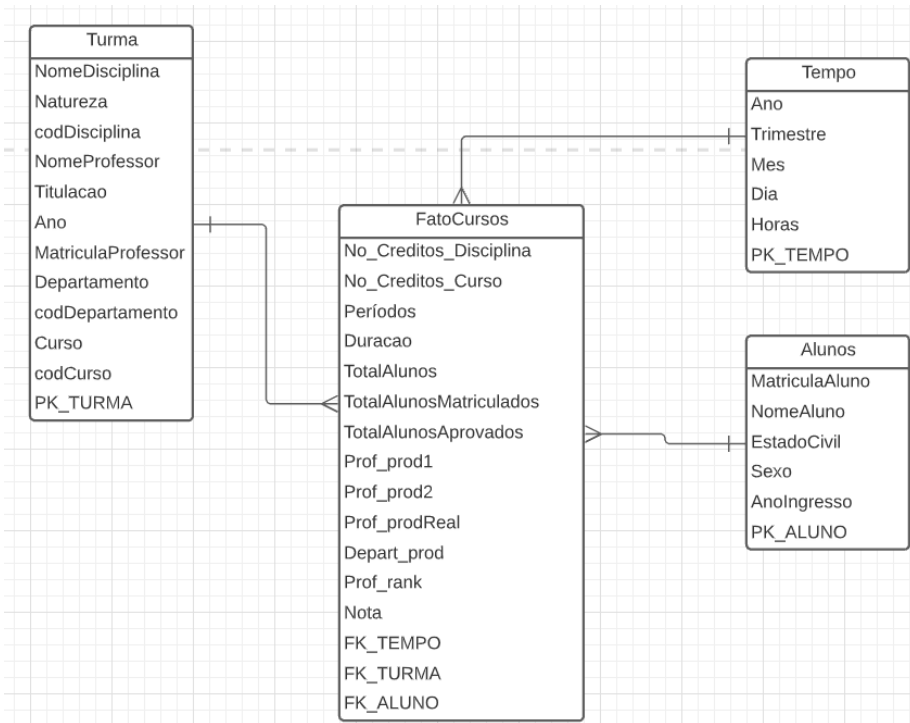 Turma
NomeDisciplina
Natureza
codDisciplina
NomeProfessor
Titulacao
Ano
MatriculaProfessor
Departamento
codDepartamento
Curso
codCurso
PK_TURMA
FatoCursos
No_Creditos_Disciplina
No_Creditos_Curso
Períodos
Duracao
TotalAlunos
TotalAlunosMatriculados
TotalAlunosAprovados
Prof_prod1
Prof_prod2
Prof_prodReal
Depart_prod
Prof_rank
Nota
FK_TEMPO
FK_TURMA
FK_ALUNO
Tempo
Ano
Trimestre
Mes
Dia
Horas
PK_TEMPO
Alunos
MatriculaAluno
NomeAluno
EstadoCivil
Sexo
AnoIngresso
PK_ALUNO